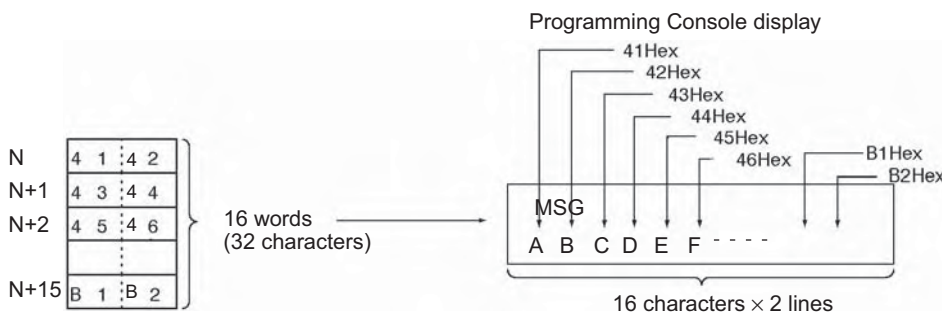 Programming Console display
41Hex
42Hex
43Hex
44Hex
45Hex
46Hex
B1Hex
B2Hex
N 4 1 4 2
N+1 4 3 4 4
N+2 4 5 4 6
N+15 B 1 B 2
16 words
(32 characters)
MSG
A B C D E F - - - -
16 characters × 2 lines